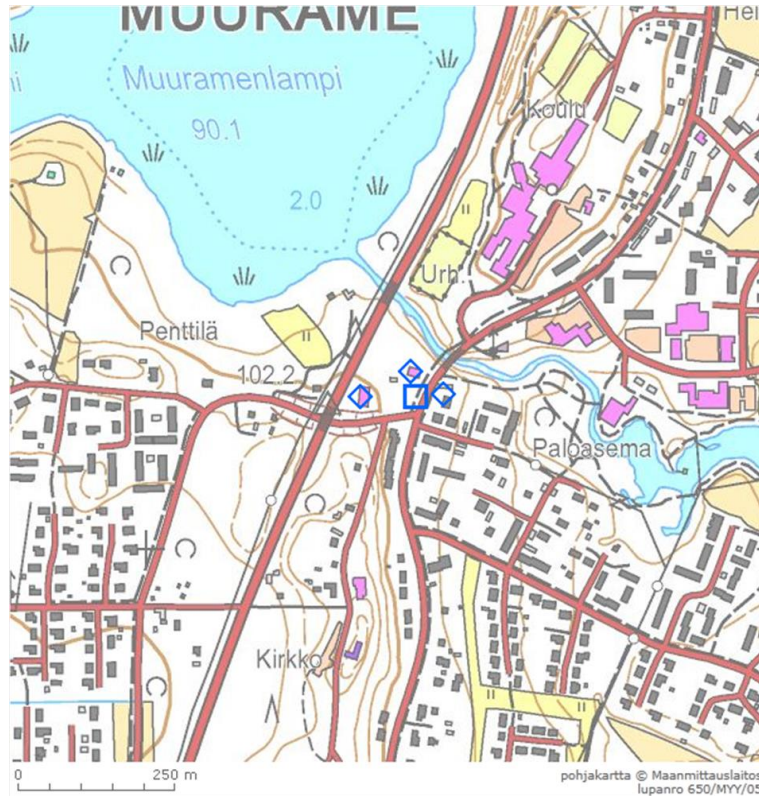 MUURAME
Muuramenlampi
90.1
2.0
Koulu
Urh.
Penttilä
102.2
Paloasema
Kirkko
0 250 m
pohjakartta © Maanmittauslaitos
lupanro 650/MYY/05